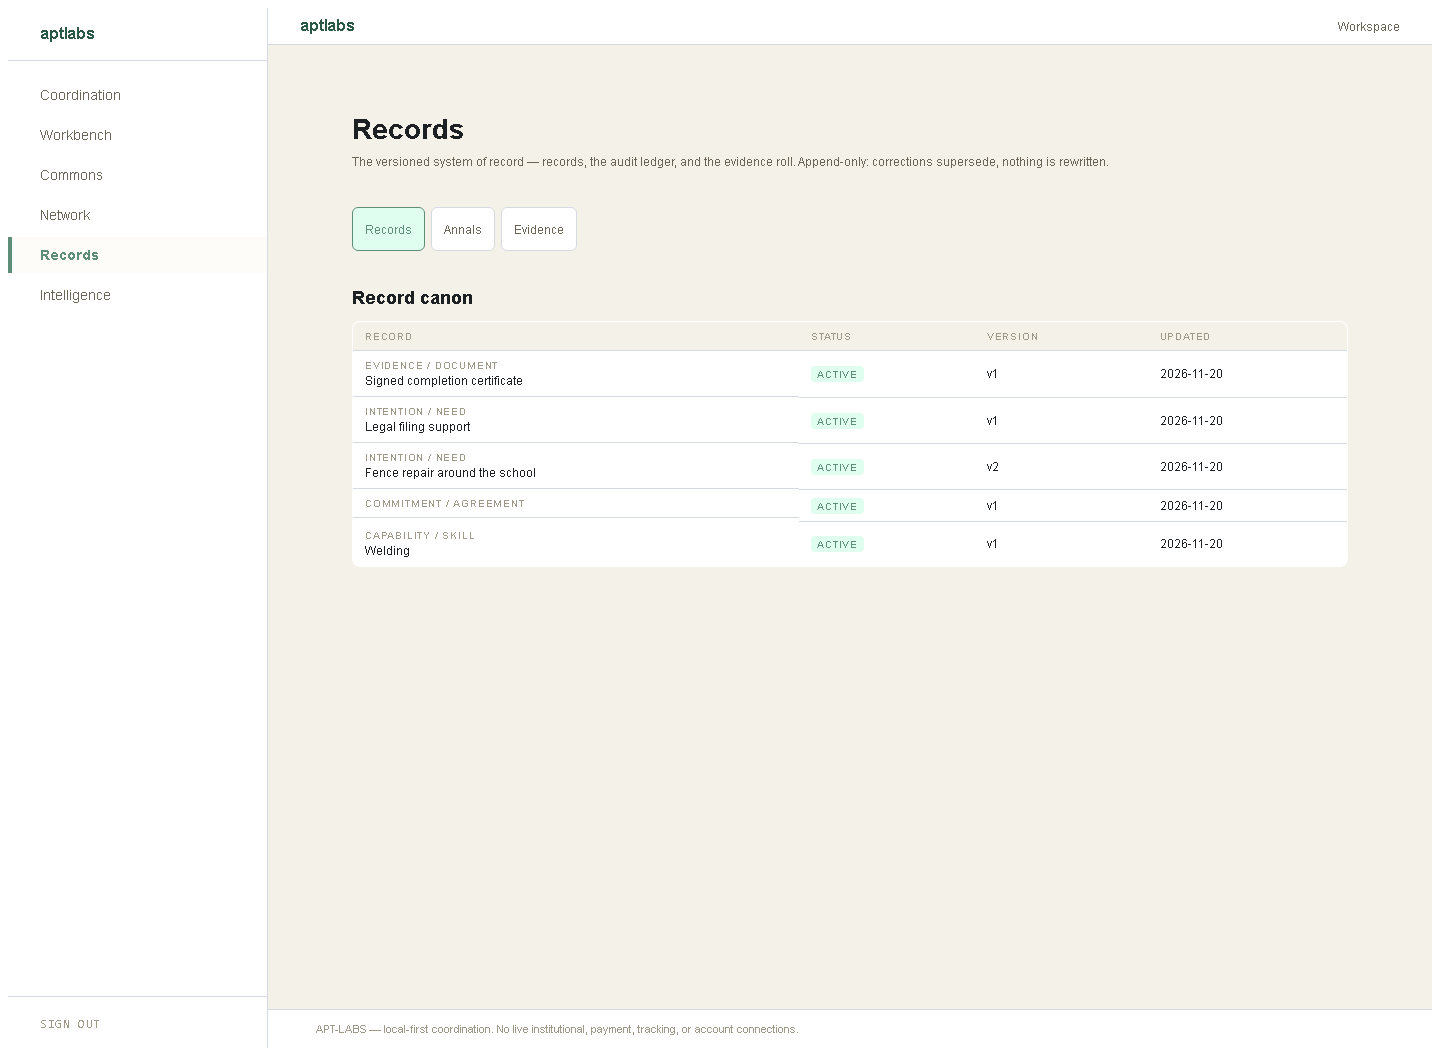 aptlabs
Coordination
Workbench
Commons
Network
Records
Intelligence
SIGN OUT
aptlabs
Workspace
Records
The versioned system of record — records, the audit ledger, and the evidence roll. Append-only: corrections supersede, nothing is rewritten.
Records Annals Evidence
Record canon
RECORD STATUS VERSION UPDATED
EVIDENCE / DOCUMENT
Signed completion certificate ACTIVE v1 2026-11-20
INTENTION / NEED
Legal filing support ACTIVE v1 2026-11-20
INTENTION / NEED
Fence repair around the school ACTIVE v2 2026-11-20
COMMITMENT / AGREEMENT ACTIVE v1 2026-11-20
CAPABILITY / SKILL
Welding ACTIVE v1 2026-11-20
APT-LABS — local-first coordination. No live institutional, payment, tracking, or account connections.